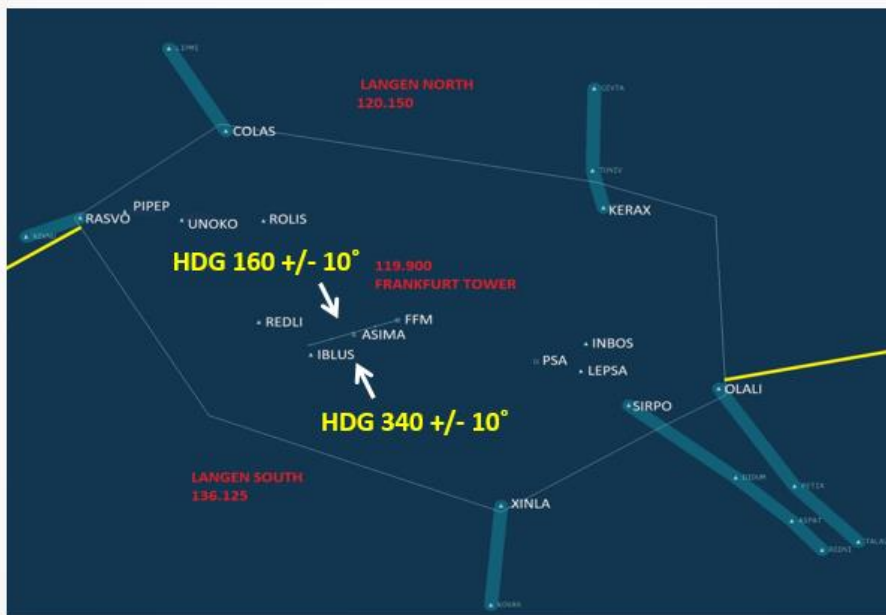 LANGEN NORTH
120.150
COLAS
KERAX
RASVO
PIPEP
UNOKO
ROLIS
HDG 160 +/- 10°
119.900
FRANKFURT TOWER
REDLI
FFM
ASIMA
IBLUS
INBOS
PSA
LEPSA
OLALI
SIRPO
HDG 340 +/- 10°
LANGEN SOUTH
136.125
XINLA
ASPAT